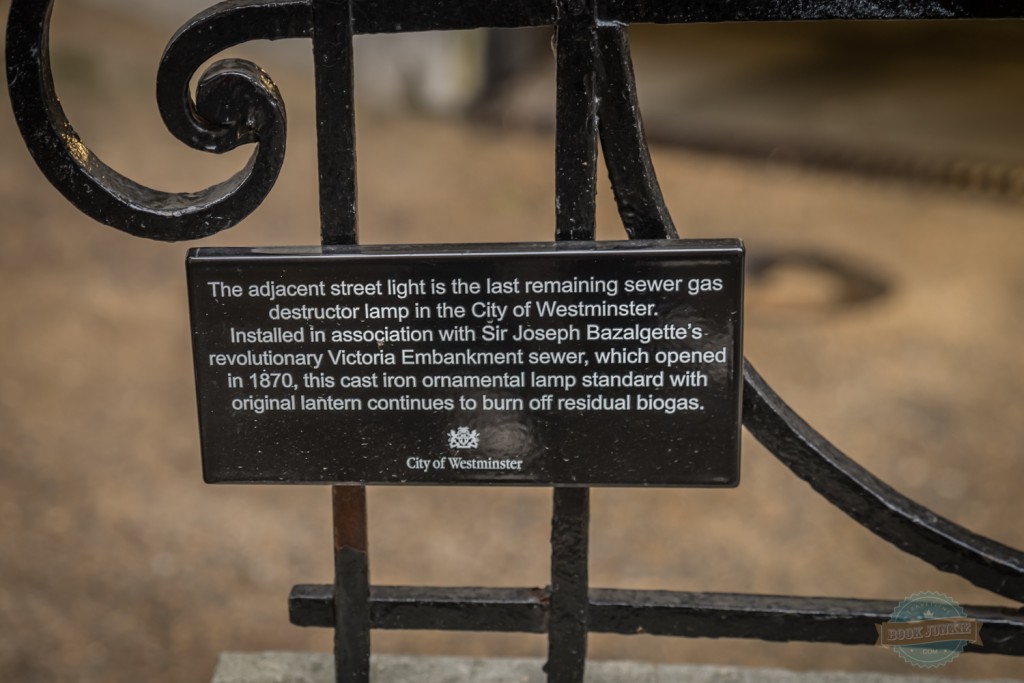 The adjacent street light is the last remaining sewer gas
destructor lamp in the City of Westminster.
Installed in association with Sir Joseph Bazalgette's
revolutionary Victoria Embankment sewer, which opened
in 1870, this cast iron ornamental lamp standard with
original lantern continues to burn off residual biogas.
City of Westminster
BOOK JUNKIE